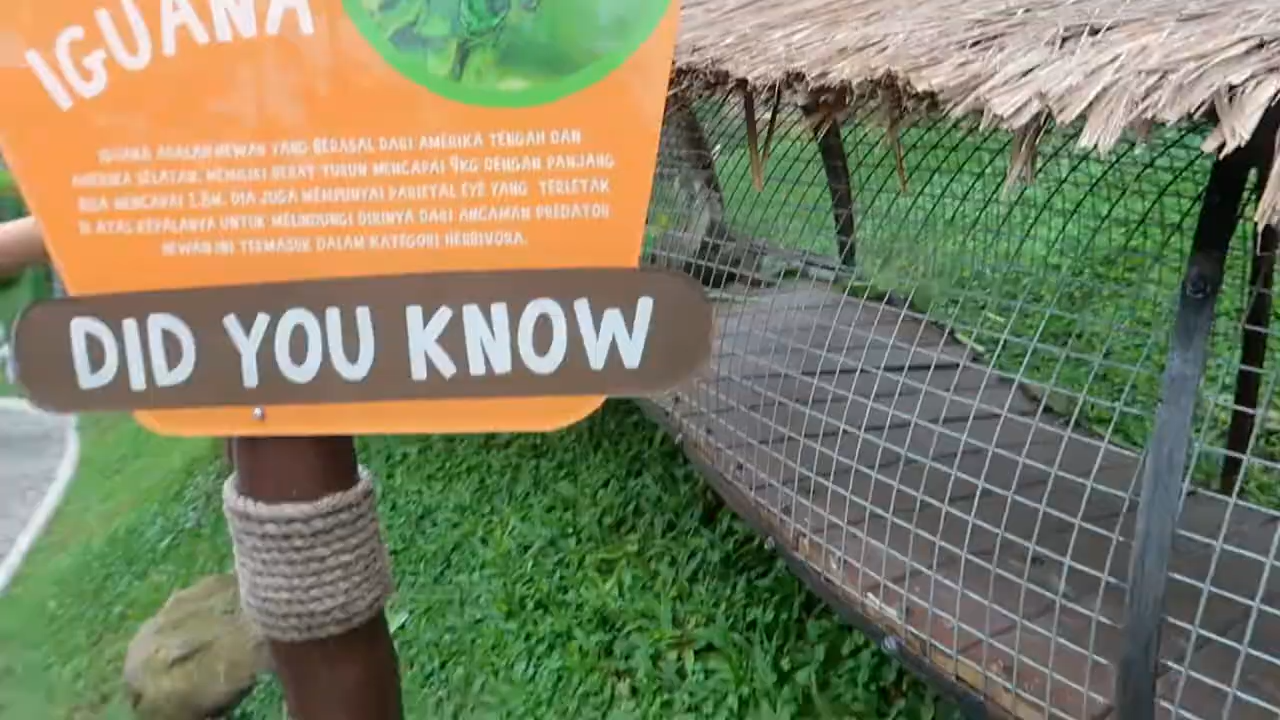 IGUANA
IGUANA ADALAH HEWAN YANG BERASAL DARI AMERIKA TENGAH DAN
AMERIKA SELATAN. MEMILIKI BERAT TUBUH MENCAPAI 9KG DENGAN PANJANG
BISA MENCAPAI 1.8M. DIA JUGA MEMPUNYAI PARIETAL EYE YANG TERLETAK
DI ATAS KEPALANYA UNTUK MELINDUNGI DIRINYA DARI ANCAMAN PREDATOR
HEWAN INI TERMASUK DALAM KATEGORI HERBIVORA.
DID YOU KNOW